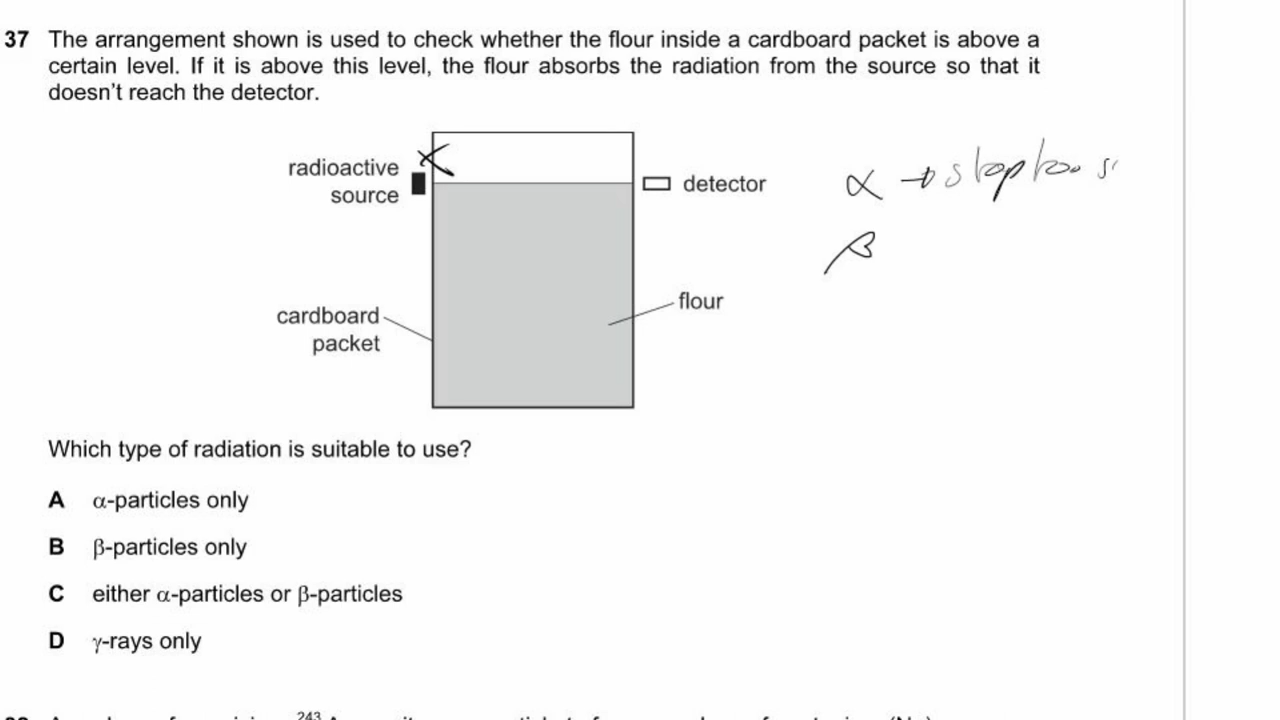 37 The arrangement shown is used to check whether the flour inside a cardboard packet is above a
certain level. If it is above this level, the flour absorbs the radiation from the source so that it
doesn't reach the detector.
radioactive
source
detector
α → stop
β
flour
cardboard
packet
Which type of radiation is suitable to use?
A α-particles only
B β-particles only
C either α-particles or β-particles
D γ-rays only
243